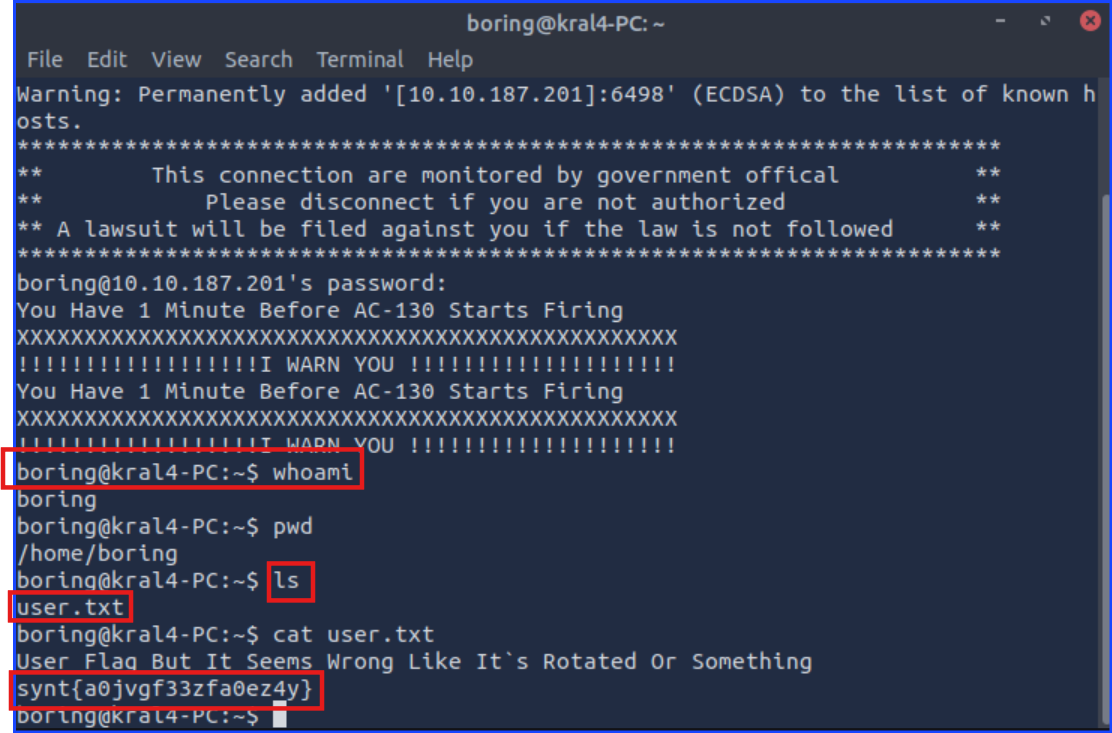 boring@kral4-PC: ~
File Edit View Search Terminal Help
Warning: Permanently added '[10.10.187.201]:6498' (ECDSA) to the list of known h
osts.
*************************************************************************
** This connection are monitored by government offical **
** Please disconnect if you are not authorized **
** A lawsuit will be filed against you if the law is not followed **
*************************************************************************
boring@10.10.187.201's password:
You Have 1 Minute Before AC-130 Starts Firing
XXXXXXXXXXXXXXXXXXXXXXXXXXXXXXXXXXXXXXXXXXXXXXXXX
!!!!!!!!!!!!!!!!!!I WARN YOU !!!!!!!!!!!!!!!!!!!!
You Have 1 Minute Before AC-130 Starts Firing
XXXXXXXXXXXXXXXXXXXXXXXXXXXXXXXXXXXXXXXXXXXXXXXXX
!!!!!!!!!!!!!!!!!!I WARN YOU !!!!!!!!!!!!!!!!!!!!
boring@kral4-PC:~$ whoami
boring
boring@kral4-PC:~$ pwd
/home/boring
boring@kral4-PC:~$ ls
user.txt
boring@kral4-PC:~$ cat user.txt
User Flag But It Seems Wrong Like It`s Rotated Or Something
synt{a0jvgf33zfa0ez4y}
boring@kral4-PC:~$